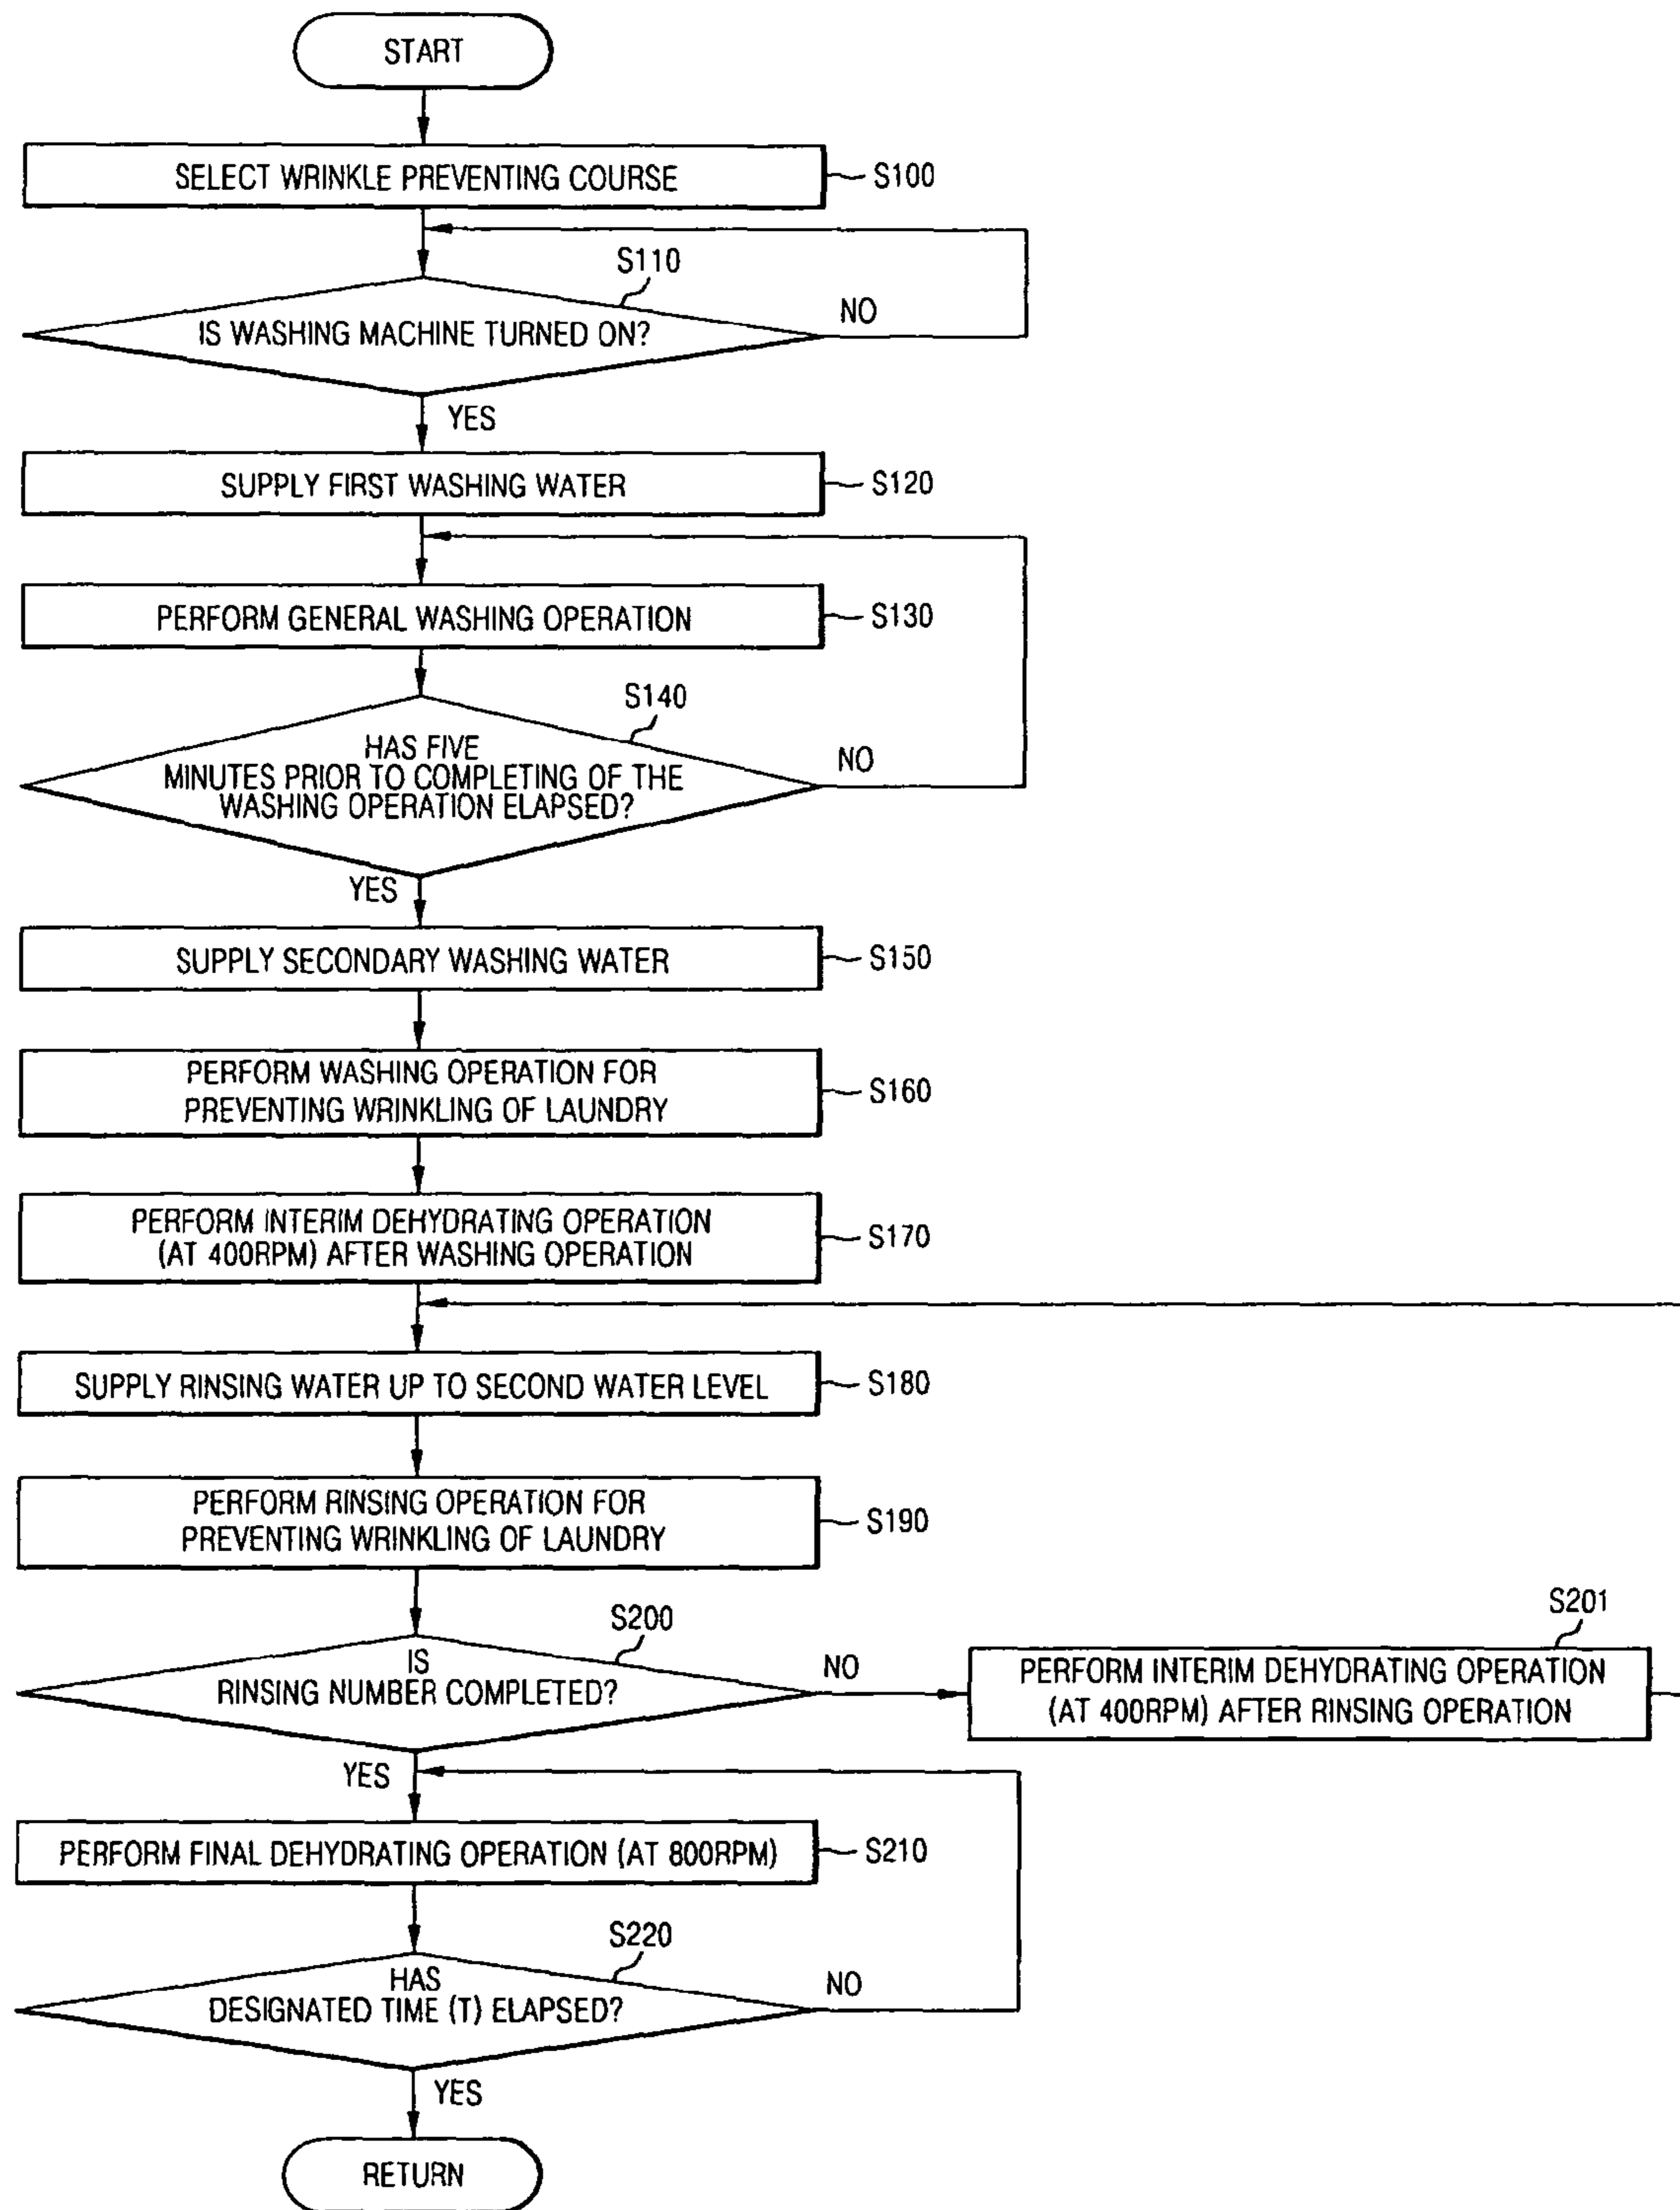 START
SELECT WRINKLE PREVENTING COURSE
S100
S110
IS WASHING MACHINE TURNED ON?
NO
YES
SUPPLY FIRST WASHING WATER
S120
PERFORM GENERAL WASHING OPERATION
S130
S140
HAS FIVE
MINUTES PRIOR TO COMPLETING OF THE
WASHING OPERATION ELAPSED?
NO
YES
SUPPLY SECONDARY WASHING WATER
S150
PERFORM WASHING OPERATION FOR
PREVENTING WRINKLING OF LAUNDRY
S160
PERFORM INTERIM DEHYDRATING OPERATION
(AT 400RPM) AFTER WASHING OPERATION
S170
SUPPLY RINSING WATER UP TO SECOND WATER LEVEL
S180
PERFORM RINSING OPERATION FOR
PREVENTING WRINKLING OF LAUNDRY
S190
S200
IS
RINSING NUMBER COMPLETED?
NO
S201
PERFORM INTERIM DEHYDRATING OPERATION
(AT 400RPM) AFTER RINSING OPERATION
YES
PERFORM FINAL DEHYDRATING OPERATION (AT 800RPM)
S210
S220
HAS
DESIGNATED TIME (T) ELAPSED?
NO
YES
RETURN